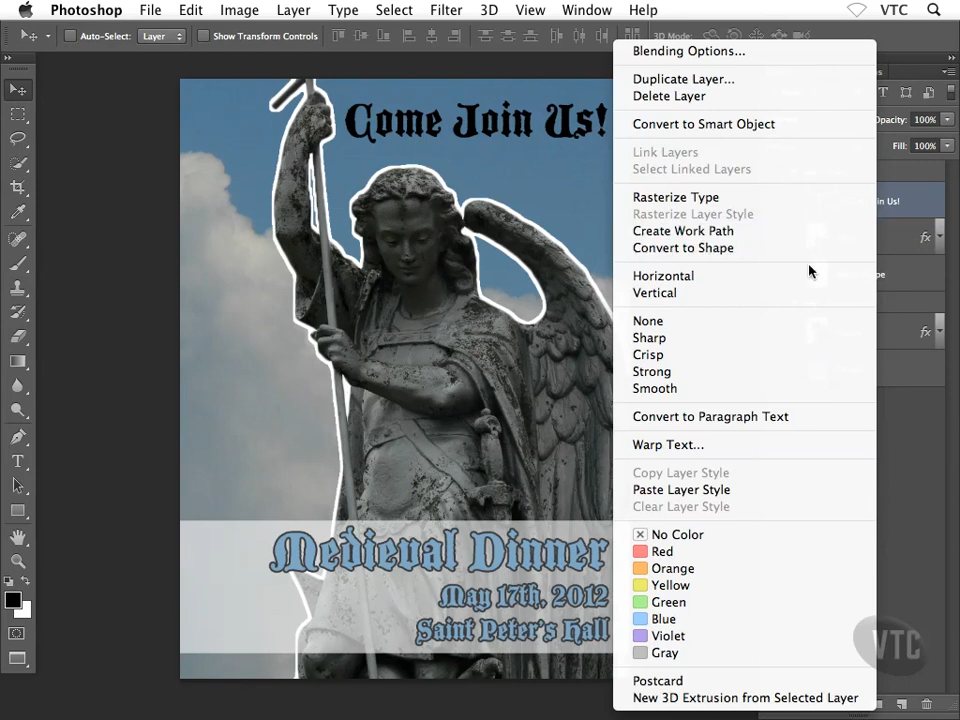 Photoshop File Edit Image Layer Type Select Filter 3D View Window Help VTC
Auto-Select: Layer Show Transform Controls 3D Mode:
Blending Options...
Duplicate Layer...
Delete Layer
Convert to Smart Object
Link Layers
Select Linked Layers
Rasterize Type
Rasterize Layer Style
Create Work Path
Convert to Shape
Horizontal
Vertical
None
Sharp
Crisp
Strong
Smooth
Convert to Paragraph Text
Warp Text...
Copy Layer Style
Paste Layer Style
Clear Layer Style
No Color
Red
Orange
Yellow
Green
Blue
Violet
Gray
Postcard
New 3D Extrusion from Selected Layer
T
Opacity: 100%
Fill: 100%
Us!
fx
fx
Come Join Us!
Medieval Dinner
May 17th, 2012
Saint Peter's Hall
T
VTC